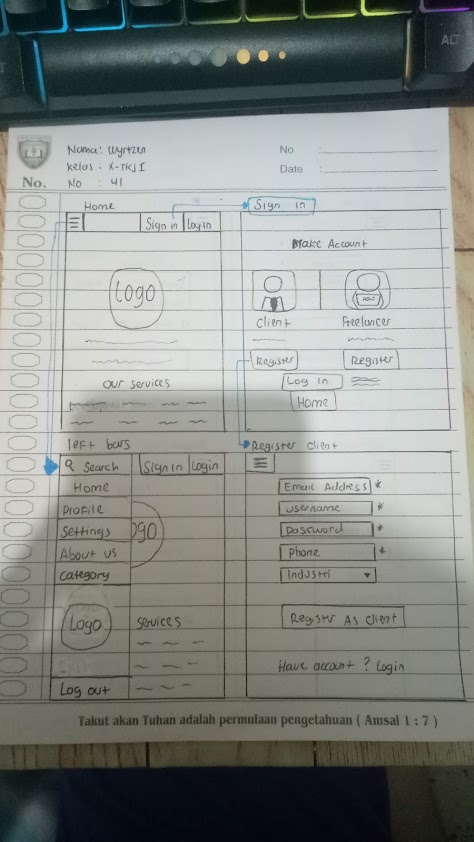 ALT
Nama: Wyrtzen
Kelas : X-TKJ I
No : 41
No :
Date :
No.
Home
Sign in
Log in
Logo
Our services
Sign in
Make Account
Client
Freelancer
Register
Register
Log in
Home
left bars
Search
Sign In
Login
Home
Profile
Settings
About us
Category
ogo
Logo
services
Log out
Register client
Email Address *
username *
Password *
Phone *
Industri
Register As Client
Have account ? Login
Takut akan Tuhan adalah permulaan pengetahuan ( Amsal 1 : 7 )